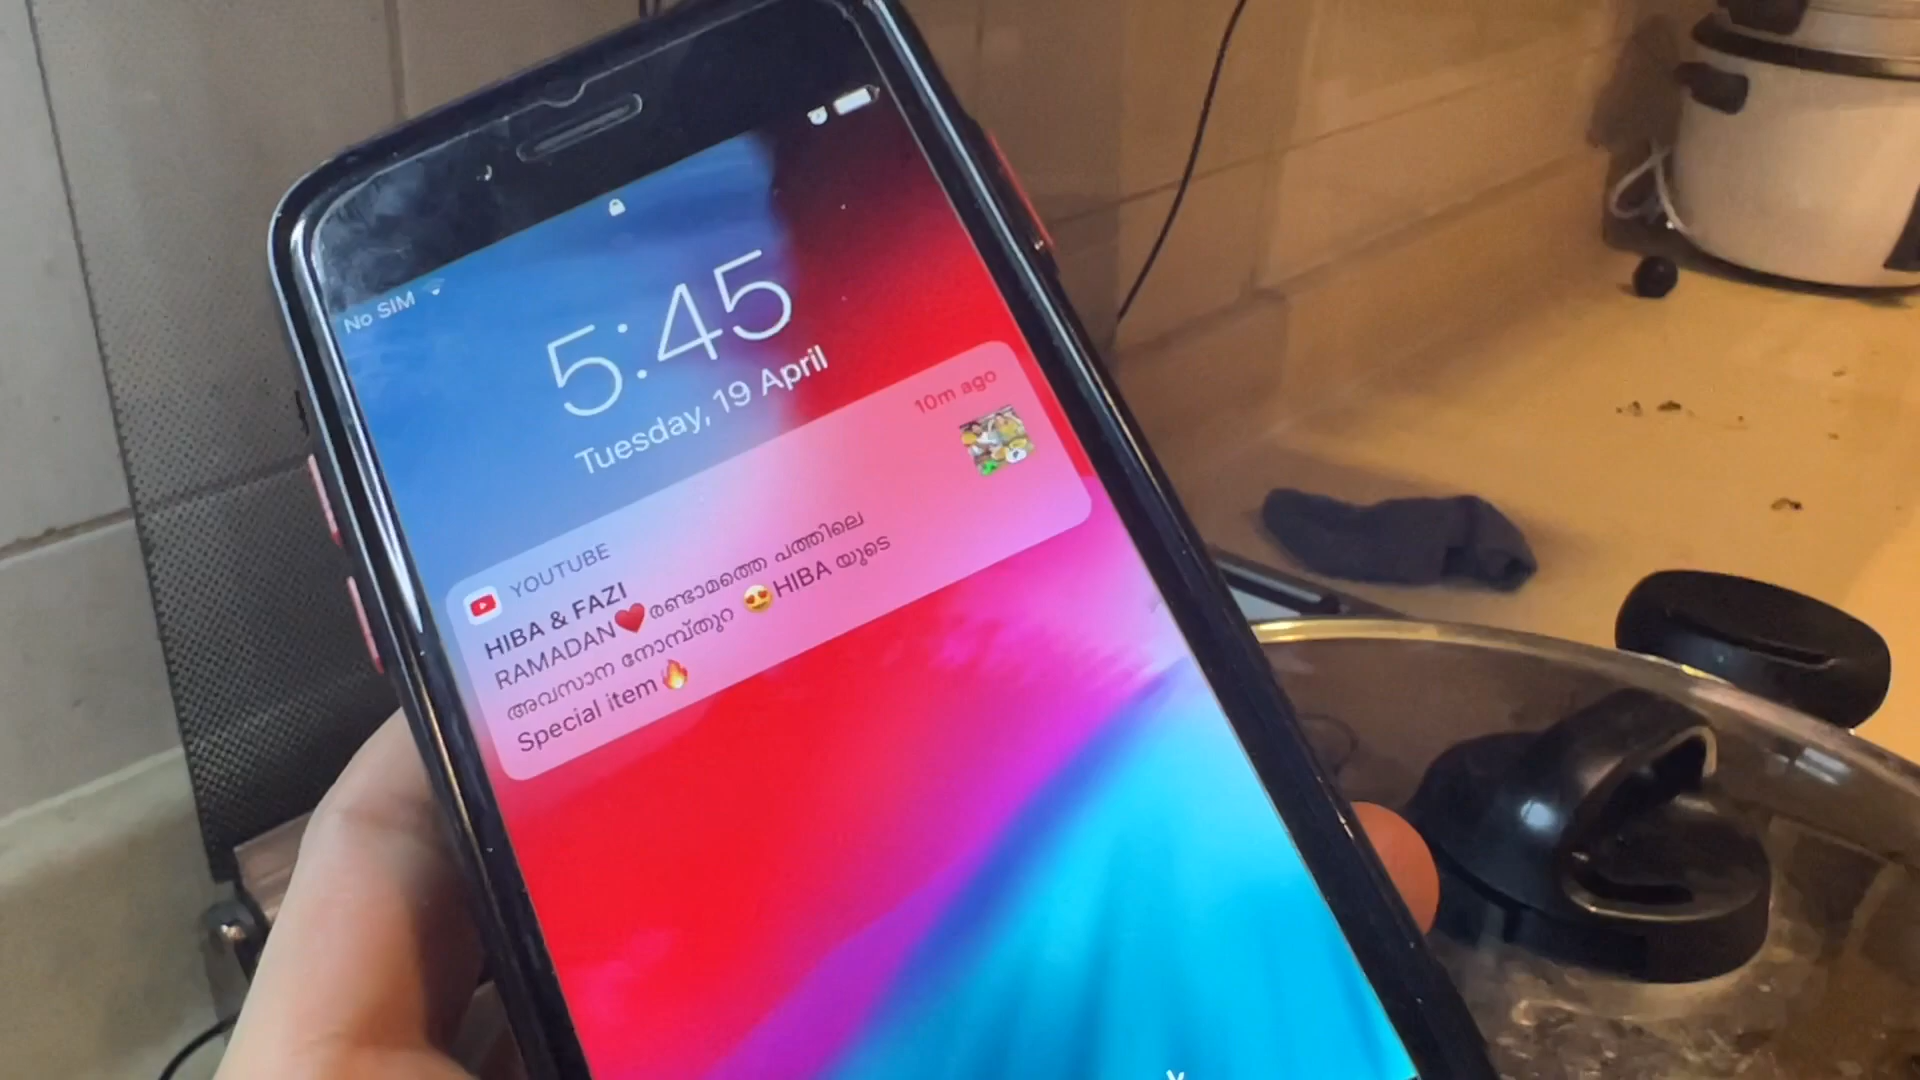 No SIM
5:45
Tuesday, 19 April
YOUTUBE
10m ago
HIBA & FAZI
RAMADAN❤️രണ്ടാമത്തെ പത്തിലെ
അവസാന നോമ്പ്തുറ 😍HIBA യുടെ
Special item🔥